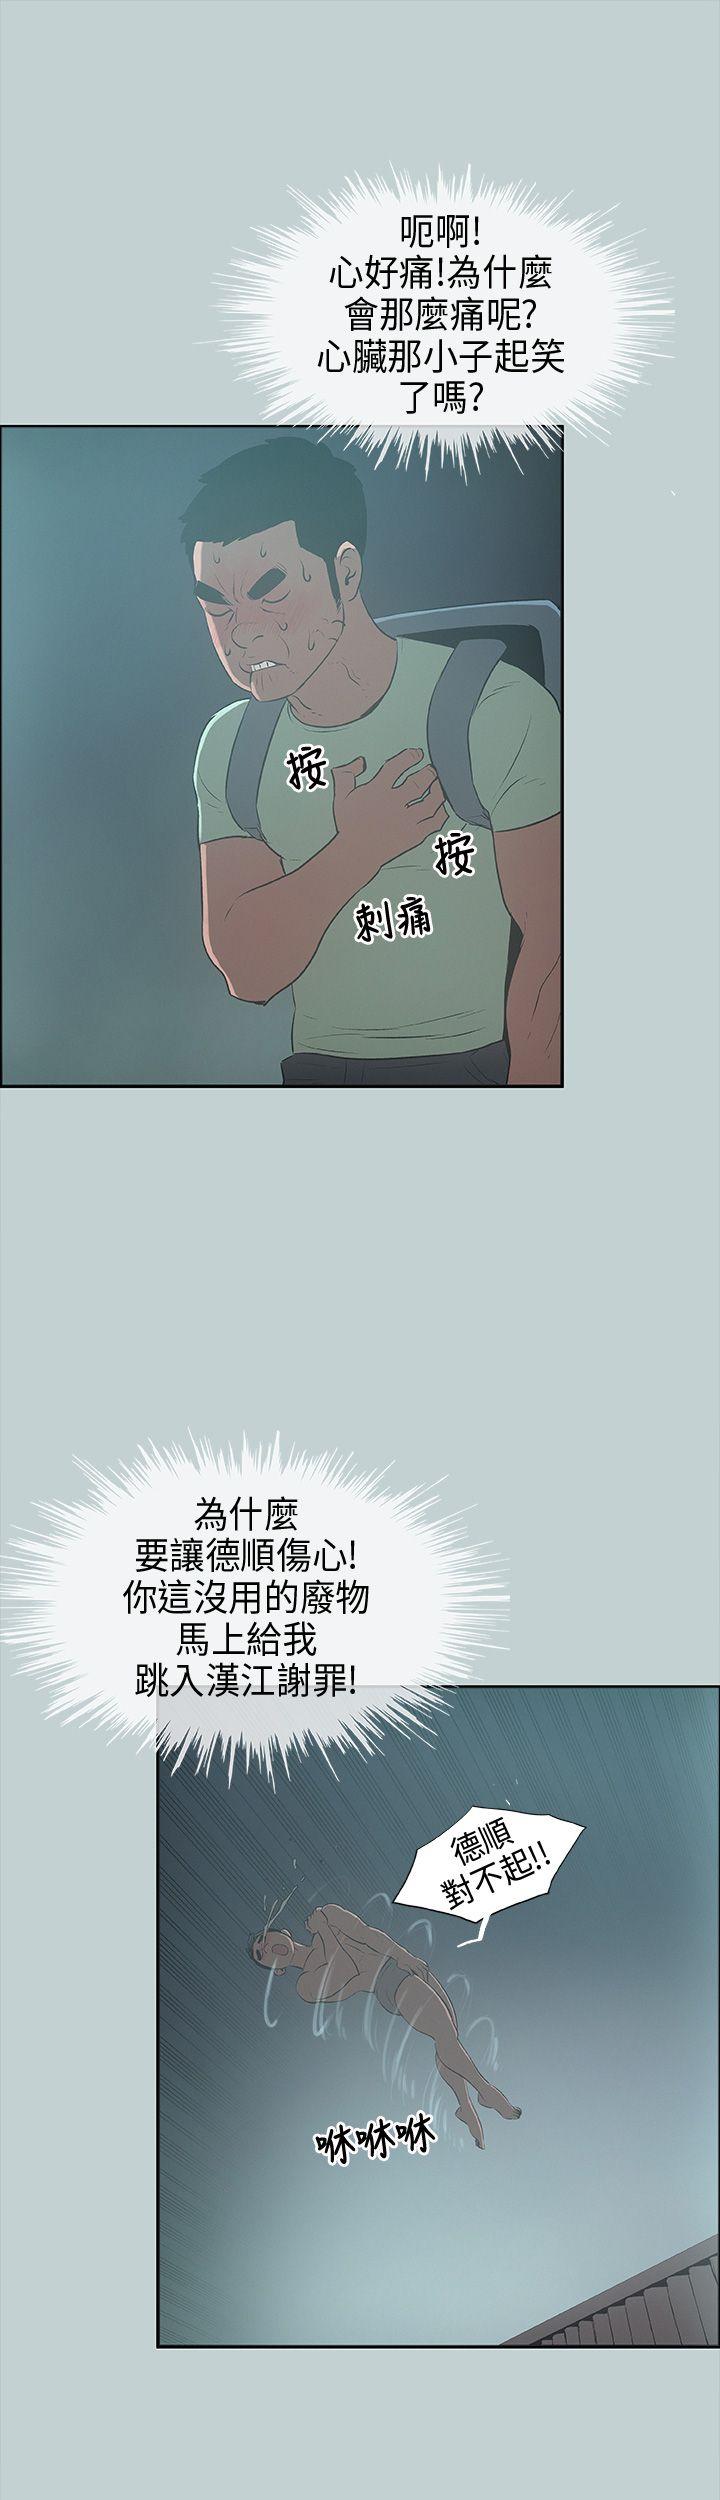 呃啊!
心好痛!為什麼
會那麼痛呢?
心臟那小子起笑
了嗎?
按
按
刺痛
為什麼
要讓德順傷心!
你這沒用的廢物
馬上給我
跳入漢江謝罪!
德順
對不起!!
咻咻咻